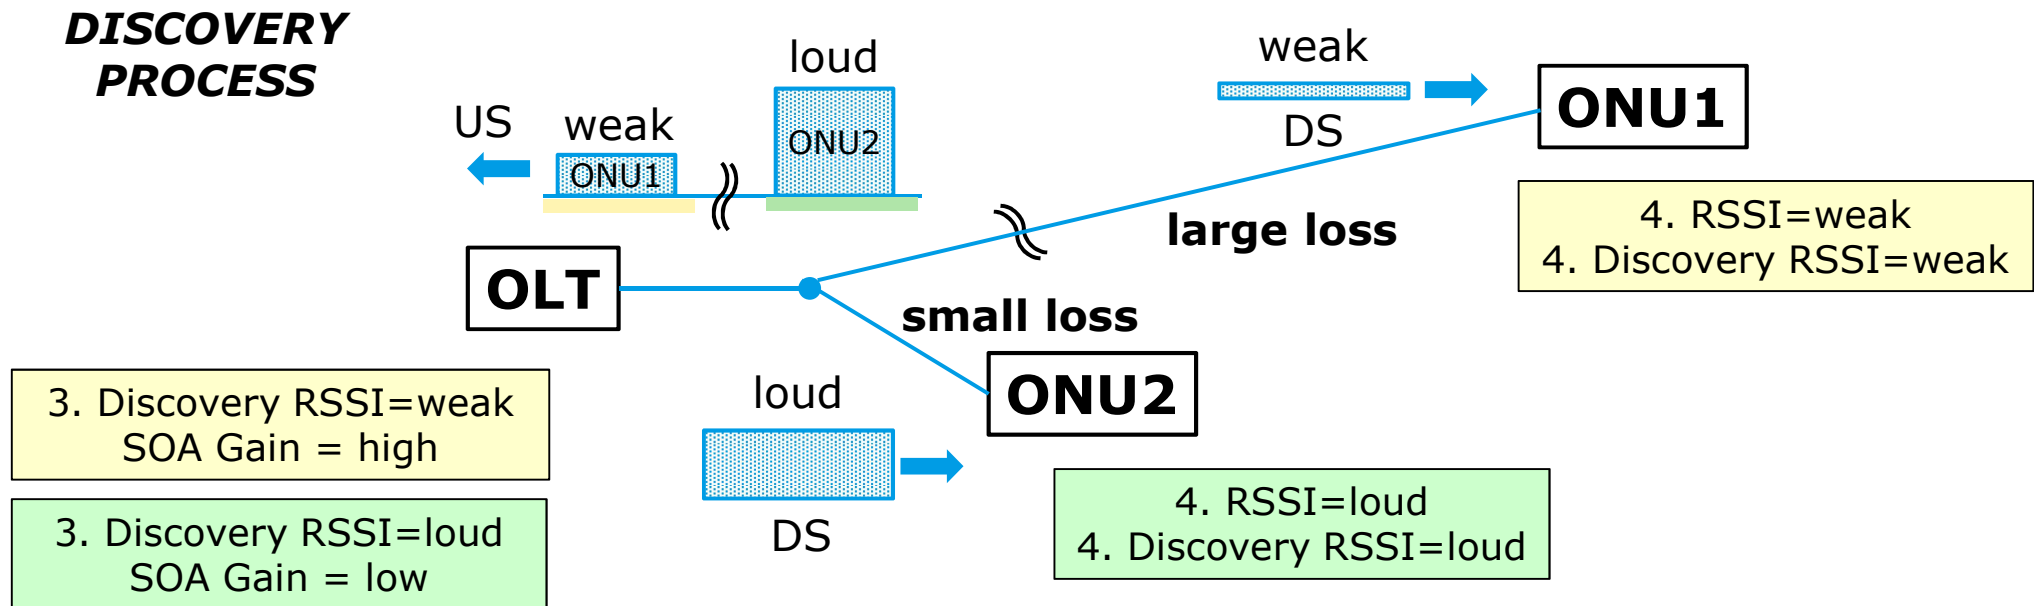 DISCOVERY
PROCESS
loud
weak
US
weak
ONU2
ONU1
DS
ONU1
large loss
4. RSSI=weak
4. Discovery RSSI=weak
OLT
small loss
ONU2
3. Discovery RSSI=weak
SOA Gain = high
loud
DS
3. Discovery RSSI=loud
SOA Gain = low
4. RSSI=loud
4. Discovery RSSI=loud